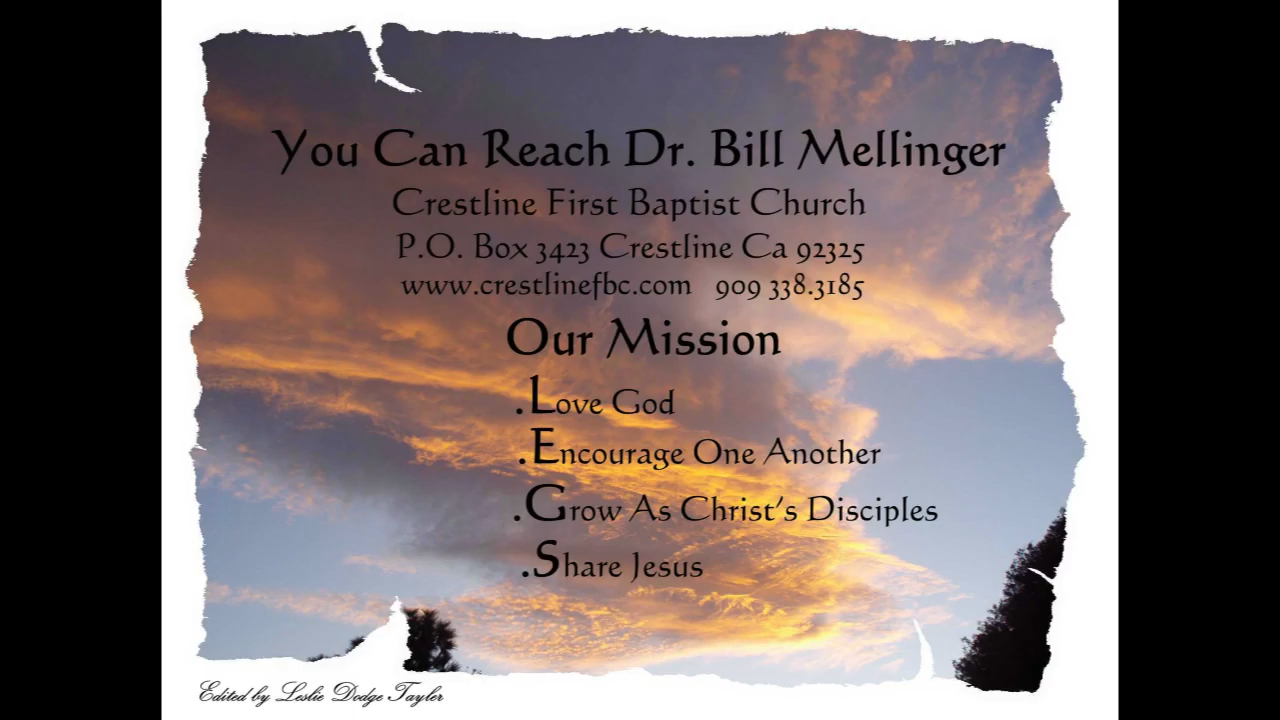 You Can Reach Dr. Bill Mellinger
Crestline First Baptist Church
P.O. Box 3423 Crestline Ca 92325
www.crestlinefbc.com 909 338.3185
Our Mission
.Love God
.Encourage One Another
.Grow As Christ's Disciples
.Share Jesus
Edited by Leslie Dodge Tayler